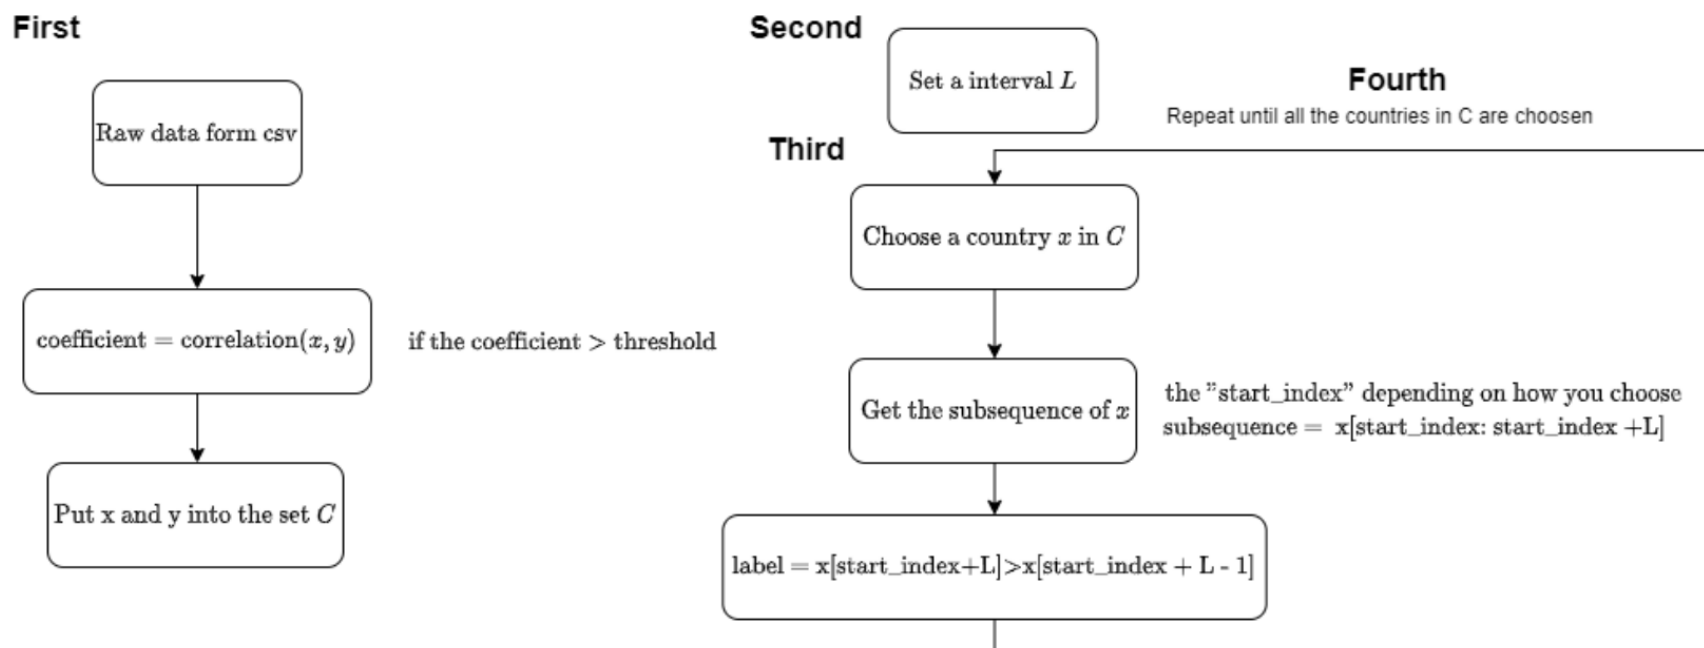 First
Raw data form csv
coefficient = correlation(x, y)
if the coefficient > threshold
Put x and y into the set C
Second
Set a interval L
Third
Fourth
Repeat until all the countries in C are choosen
Choose a country x in C
Get the subsequence of x
the ”start_index” depending on how you choose
subsequence = x[start_index: start_index +L]
label = x[start_index+L]>x[start_index + L - 1]